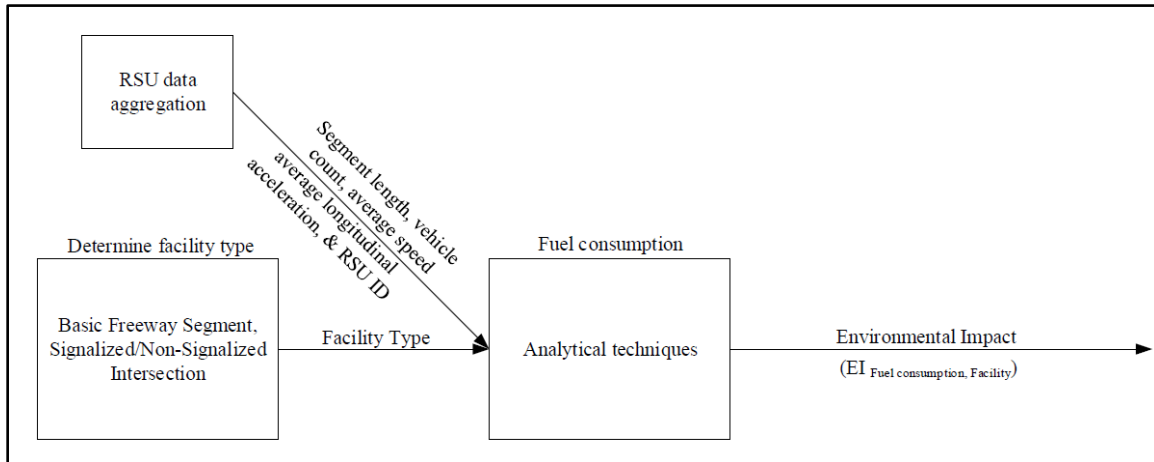 RSU data
aggregation
Segment length, vehicle
count, average speed
average longitudinal
acceleration, & RSU ID
Determine facility type
Basic Freeway Segment,
Signalized/Non-Signalized
Intersection
Facility Type
Fuel consumption
Analytical techniques
Environmental Impact
(EI Fuel consumption, Facility)